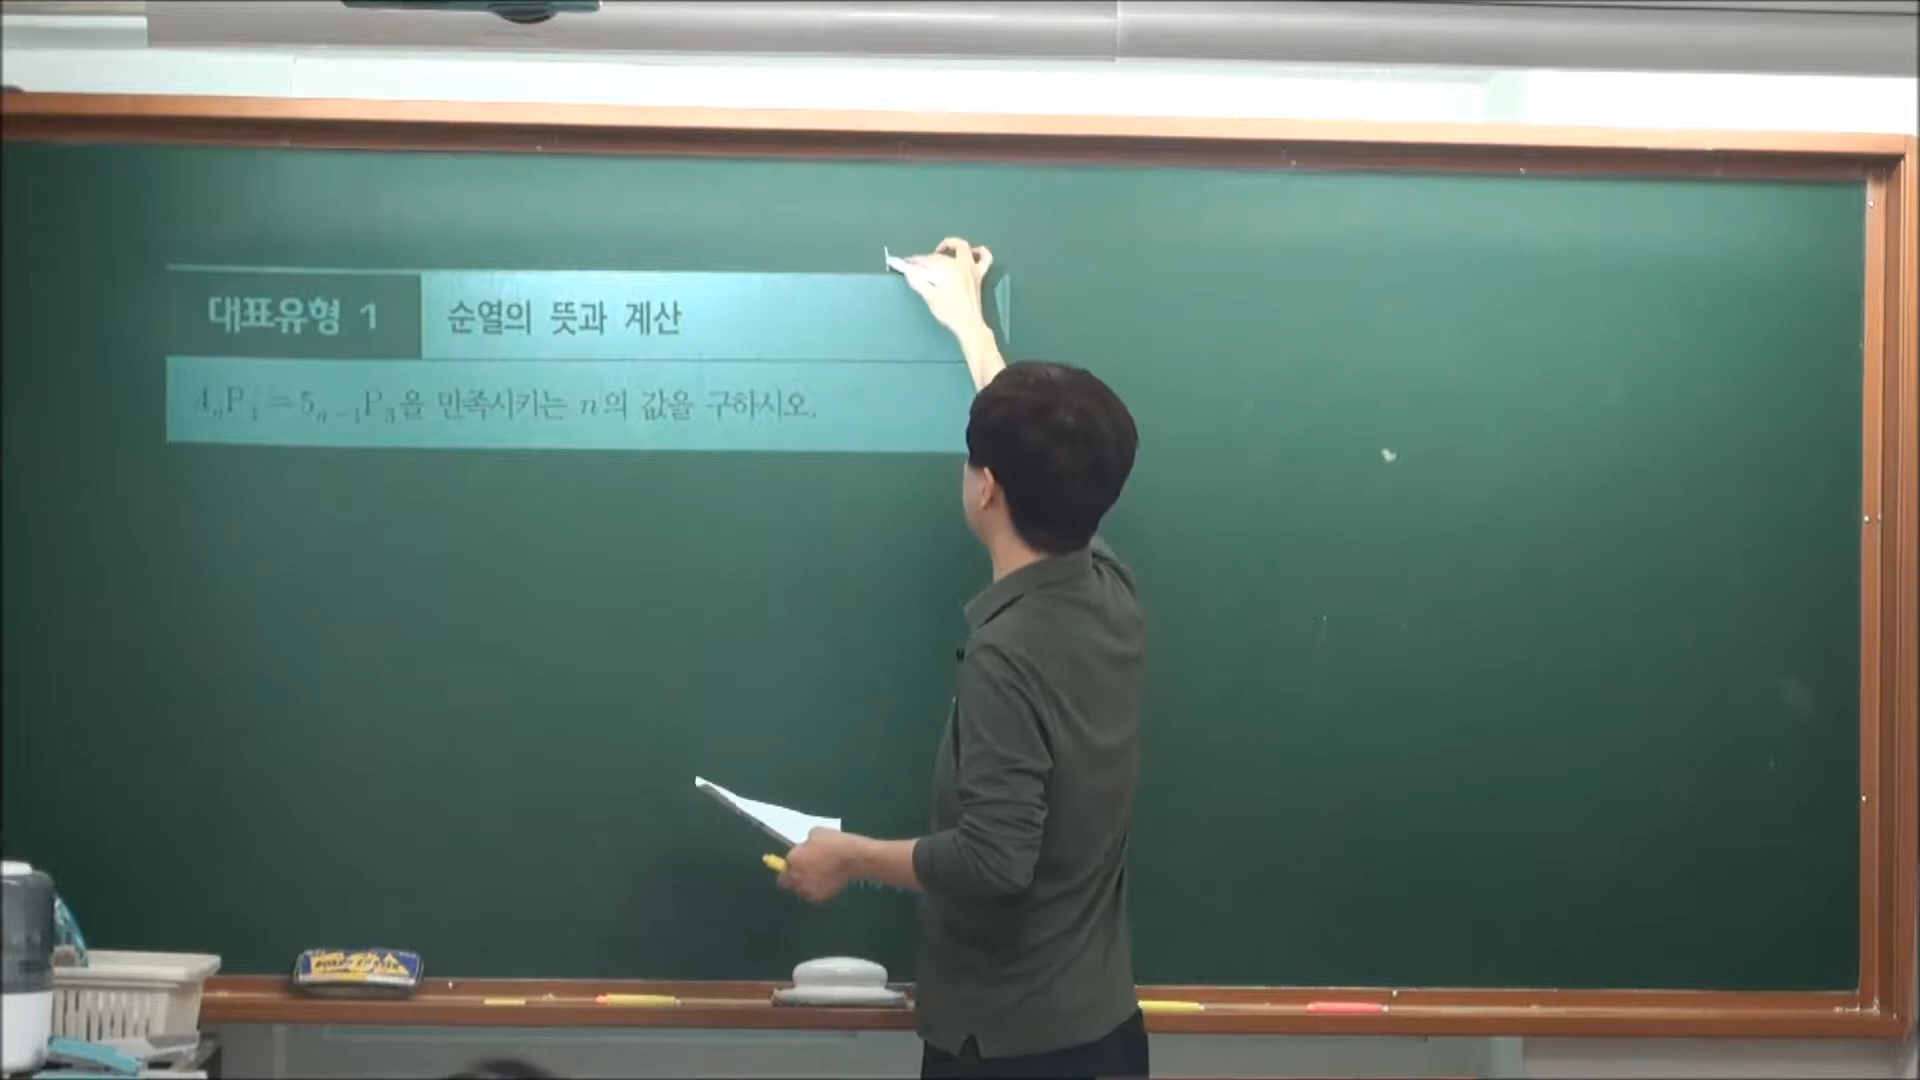 대표유형 1 순열의 뜻과 계산
4ₙP₃=5ₙ₋₁P₃을 만족시키는 n의 값을 구하시오.